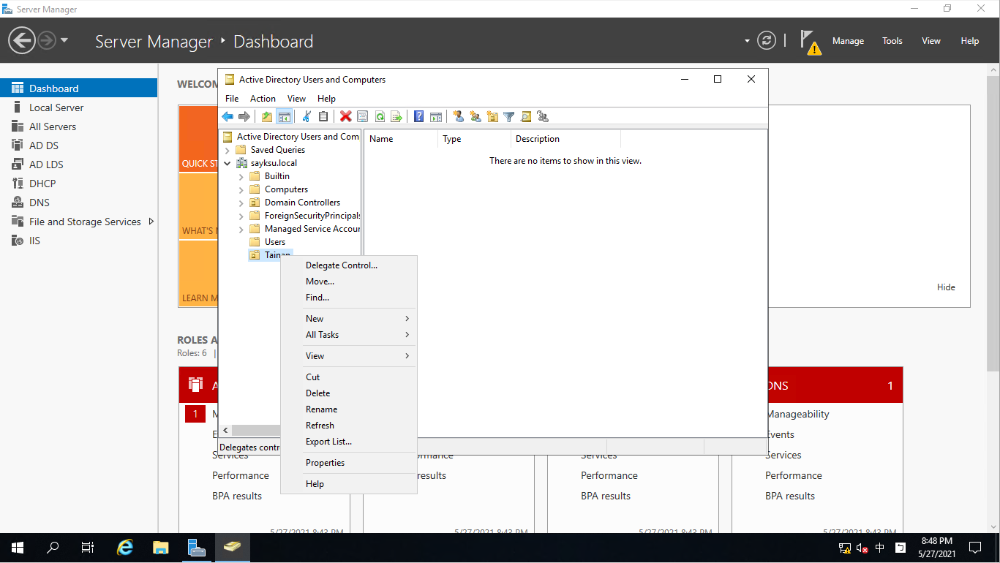 Server Manager
Server Manager • Dashboard
Manage Tools View Help
Dashboard
Local Server
All Servers
AD DS
AD LDS
DHCP
DNS
File and Storage Services
IIS
WELCOM
QUICK ST
WHAT'S
LEARN M
Hide
ROLES A
Roles: 6 |
Active Directory Users and Computers
File Action View Help
Active Directory Users and Com
Saved Queries
sayksu.local
Builtin
Computers
Domain Controllers
ForeignSecurityPrincipals
Managed Service Accour
Users
Tainan
Name Type Description
There are no items to show in this view.
Delegates contr
Delegate Control...
Move...
Find...
New
All Tasks
View
Cut
Delete
Rename
Refresh
Export List...
Properties
Help
A
1 M
E
Services
Performance
BPA results
5/27/2021 8:43 PM
ormance
results
5/27/2021 8:43 PM
Services
Performance
BPA results
5/27/2021 8:43 PM
DNS 1
Manageability
Events
Services
Performance
BPA results
5/27/2021 8:43 PM
中 ㄅ
8:48 PM
5/27/2021